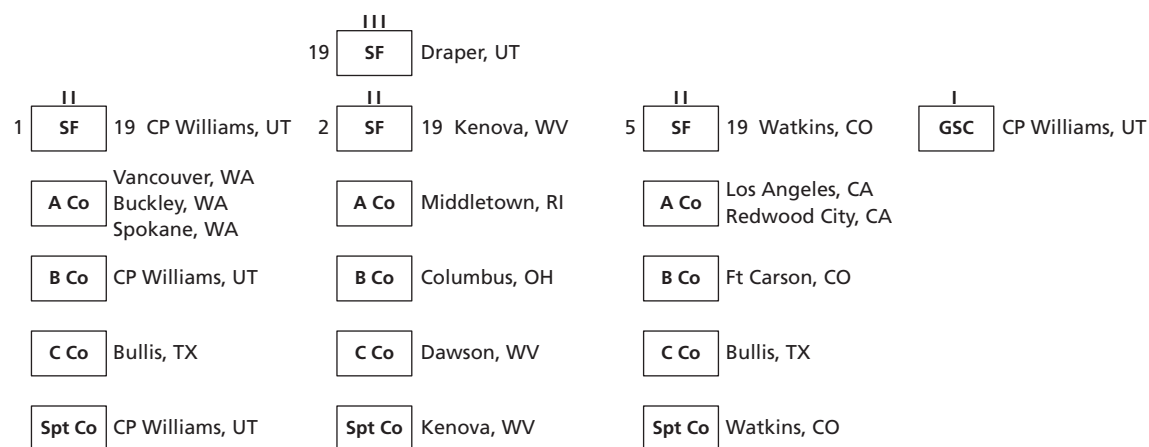 III
19 SF Draper, UT
II II II I
1 SF 19 CP Williams, UT 2 SF 19 Kenova, WV 5 SF 19 Watkins, CO GSC CP Williams, UT
A Co
Vancouver, WA
Buckley, WA
Spokane, WA
A Co Middletown, RI
A Co
Los Angeles, CA
Redwood City, CA
B Co CP Williams, UT B Co Columbus, OH B Co Ft Carson, CO
C Co Bullis, TX C Co Dawson, WV C Co Bullis, TX
Spt Co CP Williams, UT Spt Co Kenova, WV Spt Co Watkins, CO